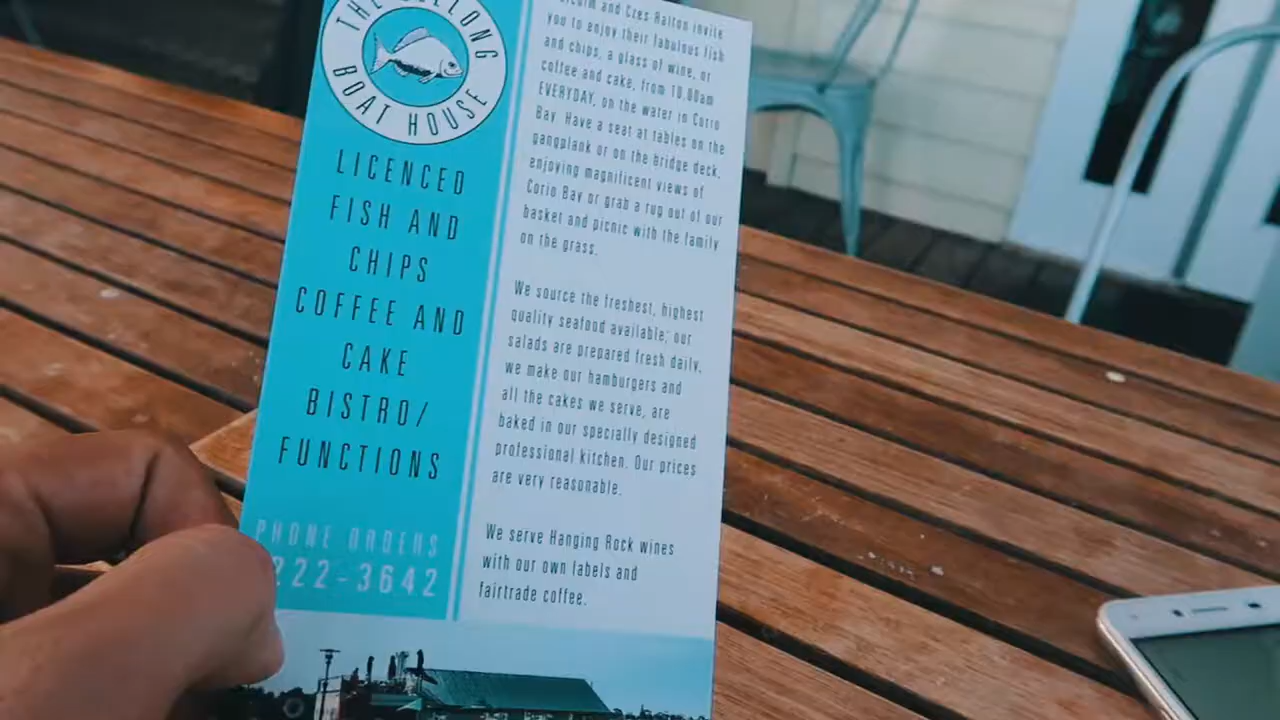 THE GEELONG
BOAT HOUSE
LICENCED
FISH AND
CHIPS
COFFEE AND
CAKE
BISTRO/
FUNCTIONS
PHONE ORDERS
222-3642
and Czes Ralton invite
you to enjoy their fabulous fish
and chips, a glass of wine, or
coffee and cake, from 10.00am
EVERYDAY, on the water in Corio
Bay. Have a seat at tables on the
gangplank or on the bridge deck,
enjoying magnificent views of
Corio Bay or grab a rug out of our
basket and picnic with the family
on the grass.
We source the freshest, highest
quality seafood available; our
salads are prepared fresh daily,
we make our hamburgers and
all the cakes we serve, are
baked in our specially designed
professional kitchen. Our prices
are very reasonable.
We serve Hanging Rock wines
with our own labels and
fairtrade coffee.